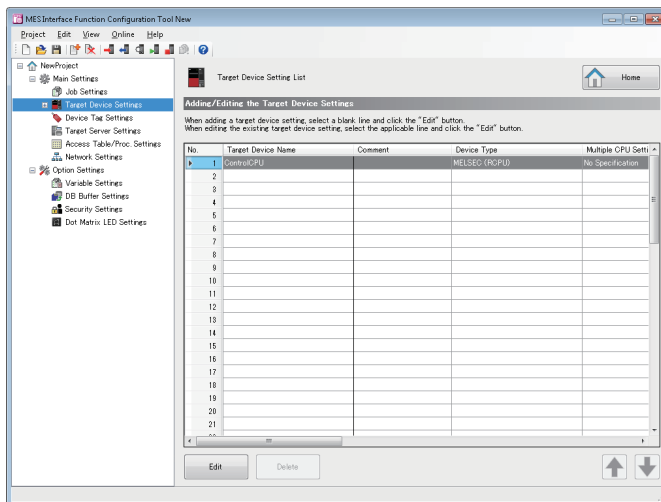 MES Interface Function Configuration Tool New
Project Edit View Online Help
NewProject
Main Settings
Job Settings
Target Device Settings
Device Tag Settings
Target Server Settings
Access Table/Proc. Settings
Network Settings
Option Settings
Variable Settings
DB Buffer Settings
Security Settings
Dot Matrix LED Settings
Target Device Setting List
Home
Adding/Editing the Target Device Settings
When adding a target device setting, select a blank line and click the "Edit" button.
When editing the existing target device setting, select the applicable line and click the "Edit" button.
No. Target Device Name Comment Device Type Multiple CPU Setti
1 ControlCPU MELSEC (RCPU) No Specification
2
3
4
5
6
7
8
9
10
11
12
13
14
15
16
17
18
19
20
21
Edit Delete